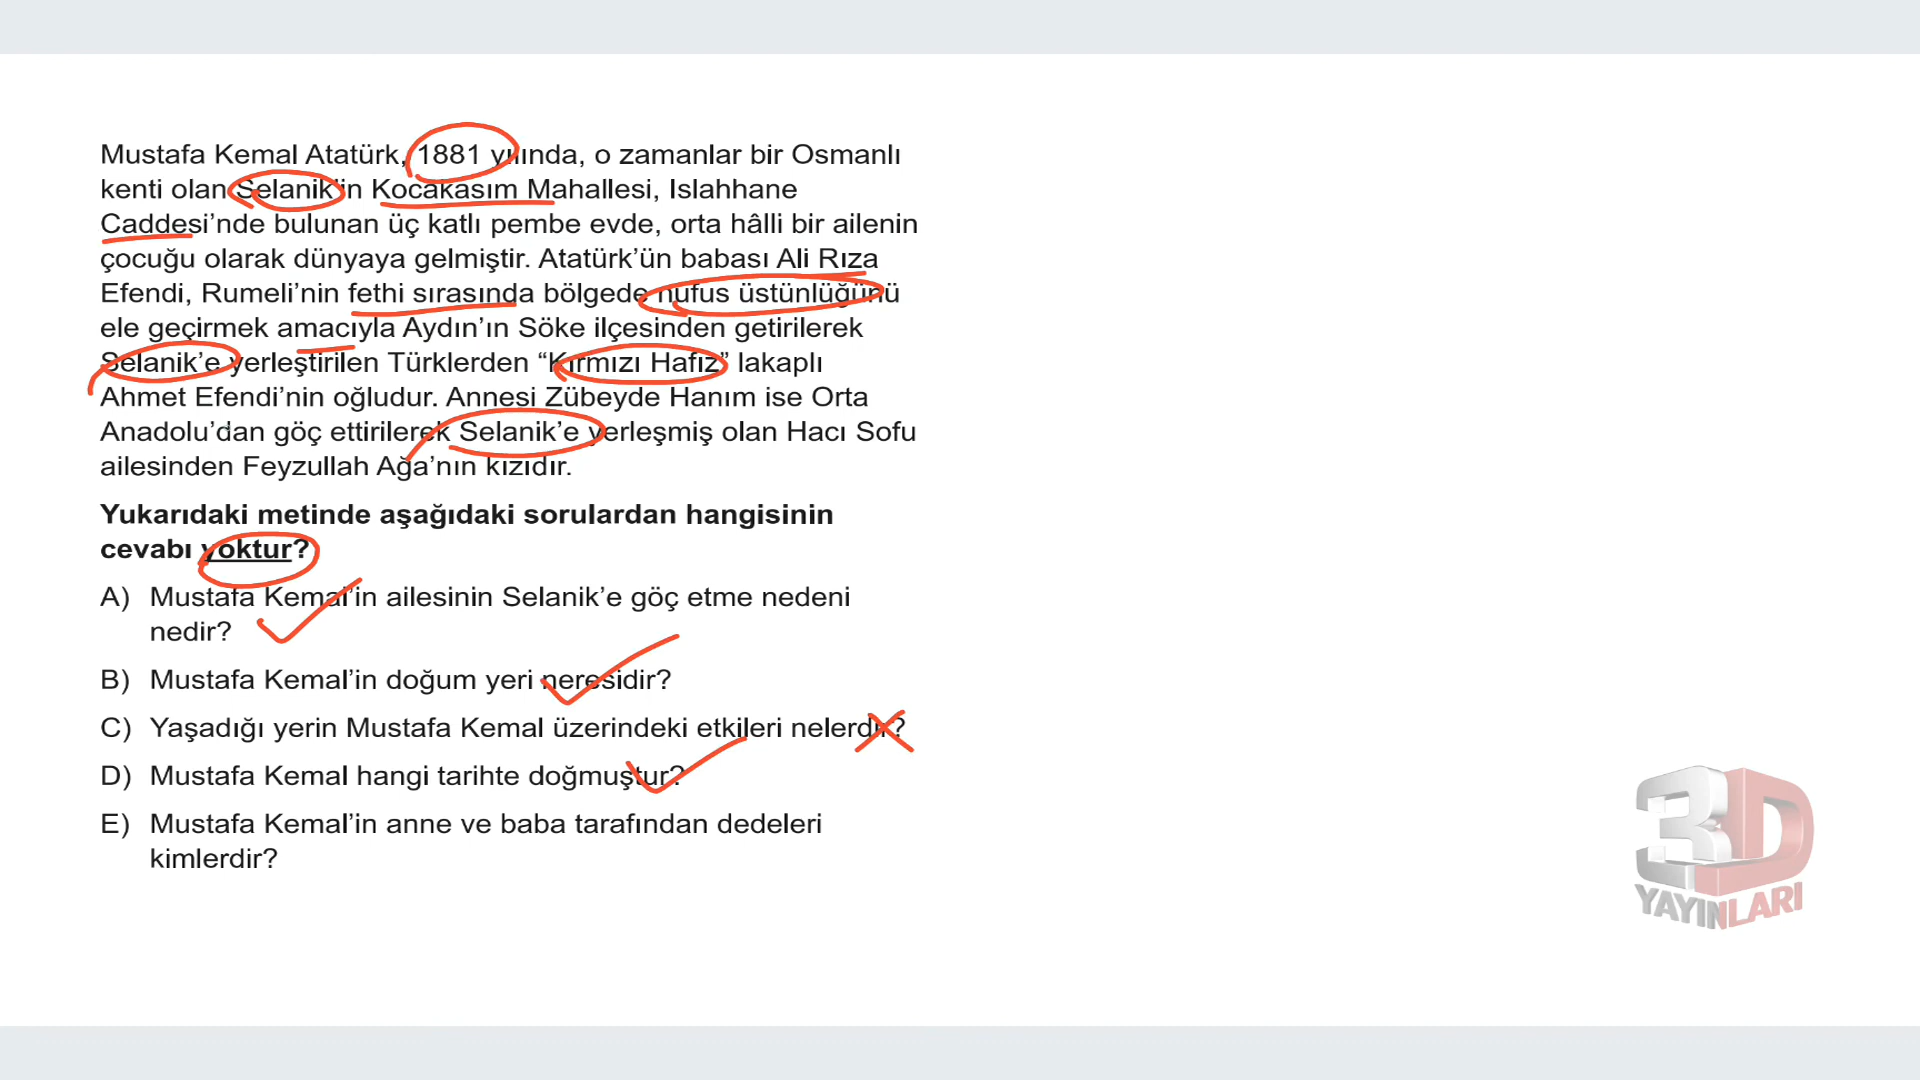 Mustafa Kemal Atatürk, 1881 yılında, o zamanlar bir Osmanlı
kenti olan Selanik'in Kocakasım Mahallesi, Islahhane
Caddesi’nde bulunan üç katlı pembe evde, orta hâlli bir ailenin
çocuğu olarak dünyaya gelmiştir. Atatürk’ün babası Ali Rıza
Efendi, Rumeli’nin fethi sırasında bölgede nüfus üstünlüğünü
ele geçirmek amacıyla Aydın’ın Söke ilçesinden getirilerek
Selanik’e yerleştirilen Türklerden “Kırmızı Hafız” lakaplı
Ahmet Efendi’nin oğludur. Annesi Zübeyde Hanım ise Orta
Anadolu’dan göç ettirilerek Selanik’e yerleşmiş olan Hacı Sofu
ailesinden Feyzullah Ağa’nın kızıdır.
Yukarıdaki metinde aşağıdaki sorulardan hangisinin
cevabı yoktur?
A) Mustafa Kemal’in ailesinin Selanik’e göç etme nedeni
nedir?
B) Mustafa Kemal’in doğum yeri neresidir?
C) Yaşadığı yerin Mustafa Kemal üzerindeki etkileri nelerdir?
D) Mustafa Kemal hangi tarihte doğmuştur?
E) Mustafa Kemal’in anne ve baba tarafından dedeleri
kimlerdir?
3D
YAYINLARI